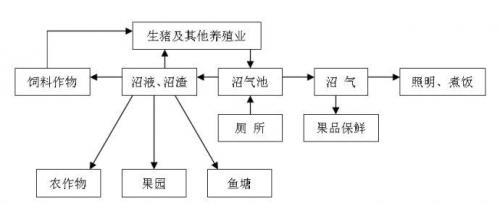 生猪及其他养殖业
饲料作物
沼液、沼渣
沼气池
沼 气
照明、煮饭
厕 所
果品保鲜
农作物
果园
鱼塘